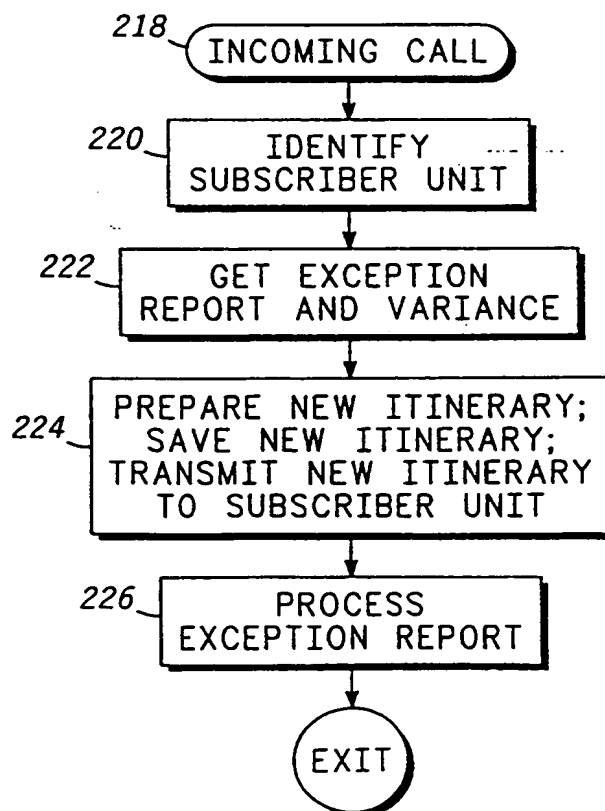 218
INCOMING CALL
220
IDENTIFY
SUBSCRIBER UNIT
222
GET EXCEPTION
REPORT AND VARIANCE
224
PREPARE NEW ITINERARY;
SAVE NEW ITINERARY;
TRANSMIT NEW ITINERARY
TO SUBSCRIBER UNIT
226
PROCESS
EXCEPTION REPORT
EXIT